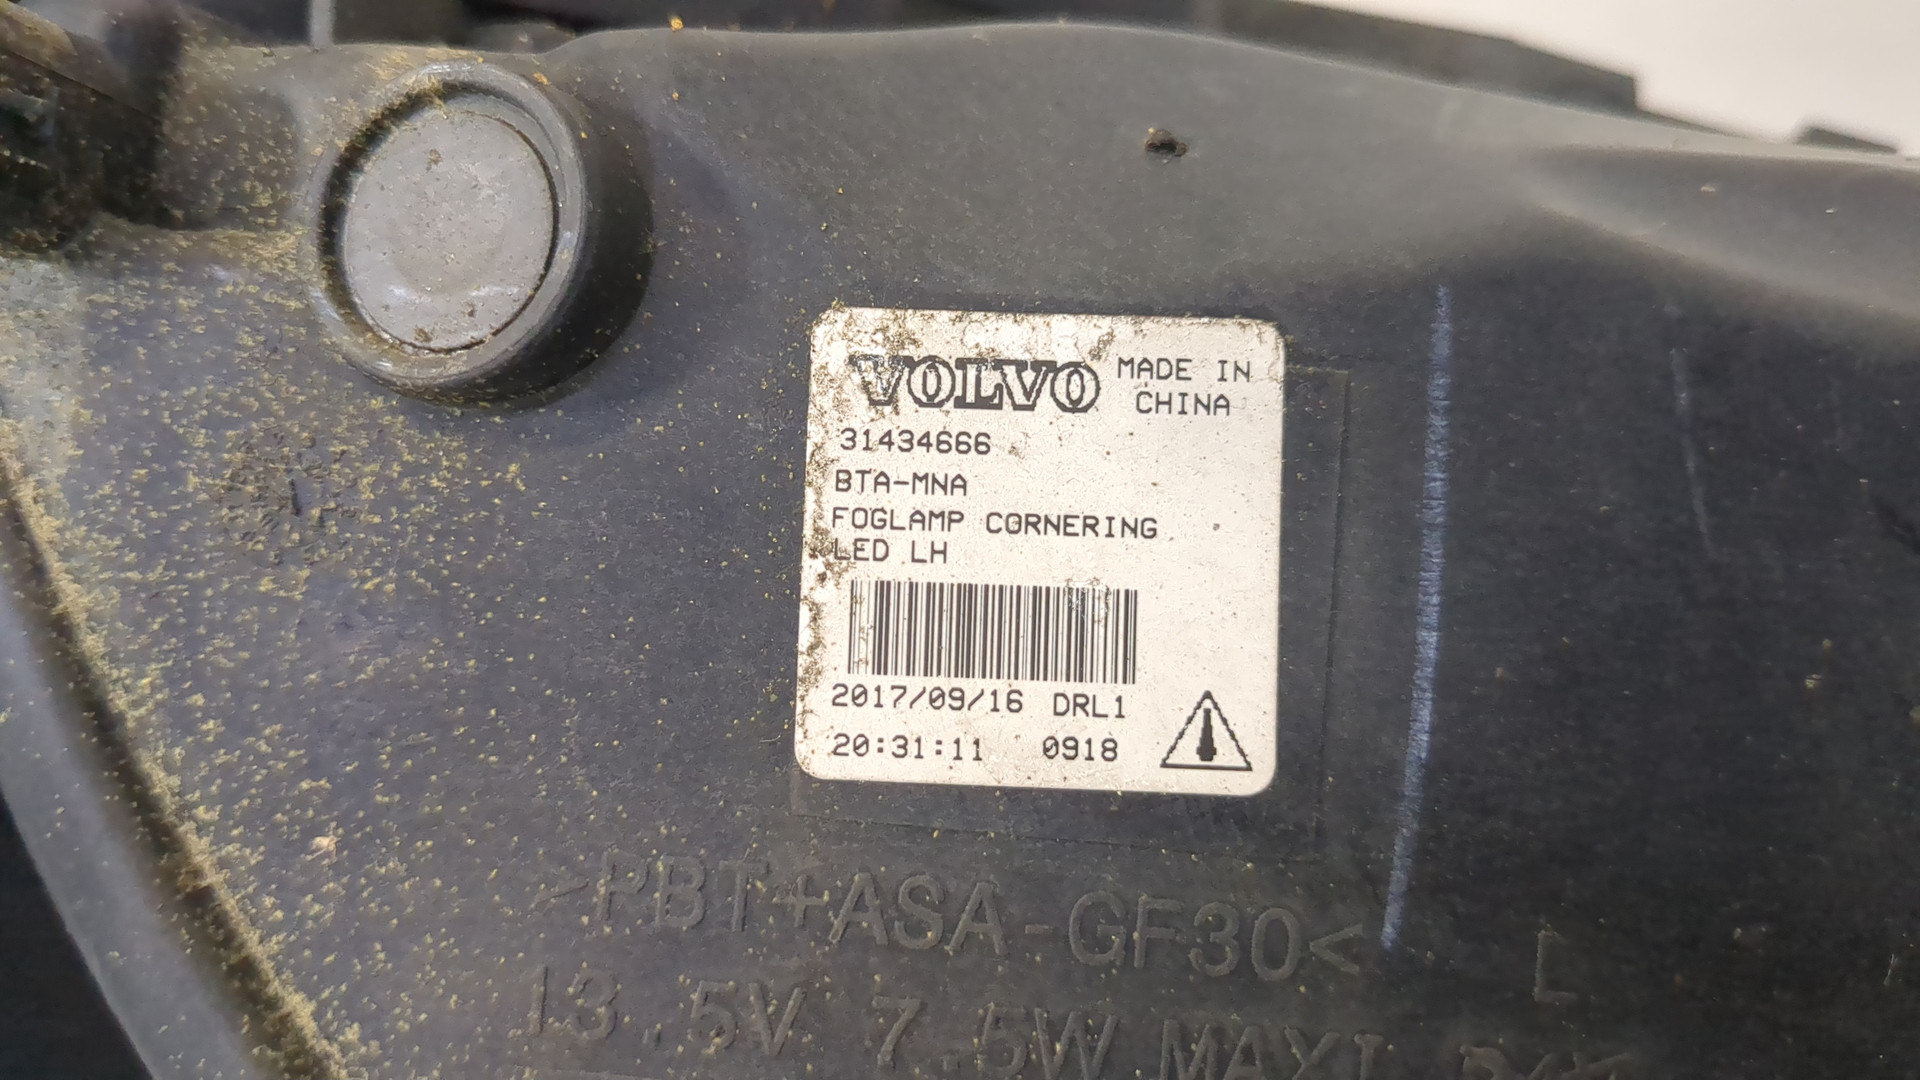 VOLVO MADE IN
CHINA
31434666
BTA-MNA
FOGLAMP CORNERING
LED LH
2017/09/16 DRL1
20:31:11 0918
>PBT+ASA-GF30<
L
13.5V 7.5W MAX